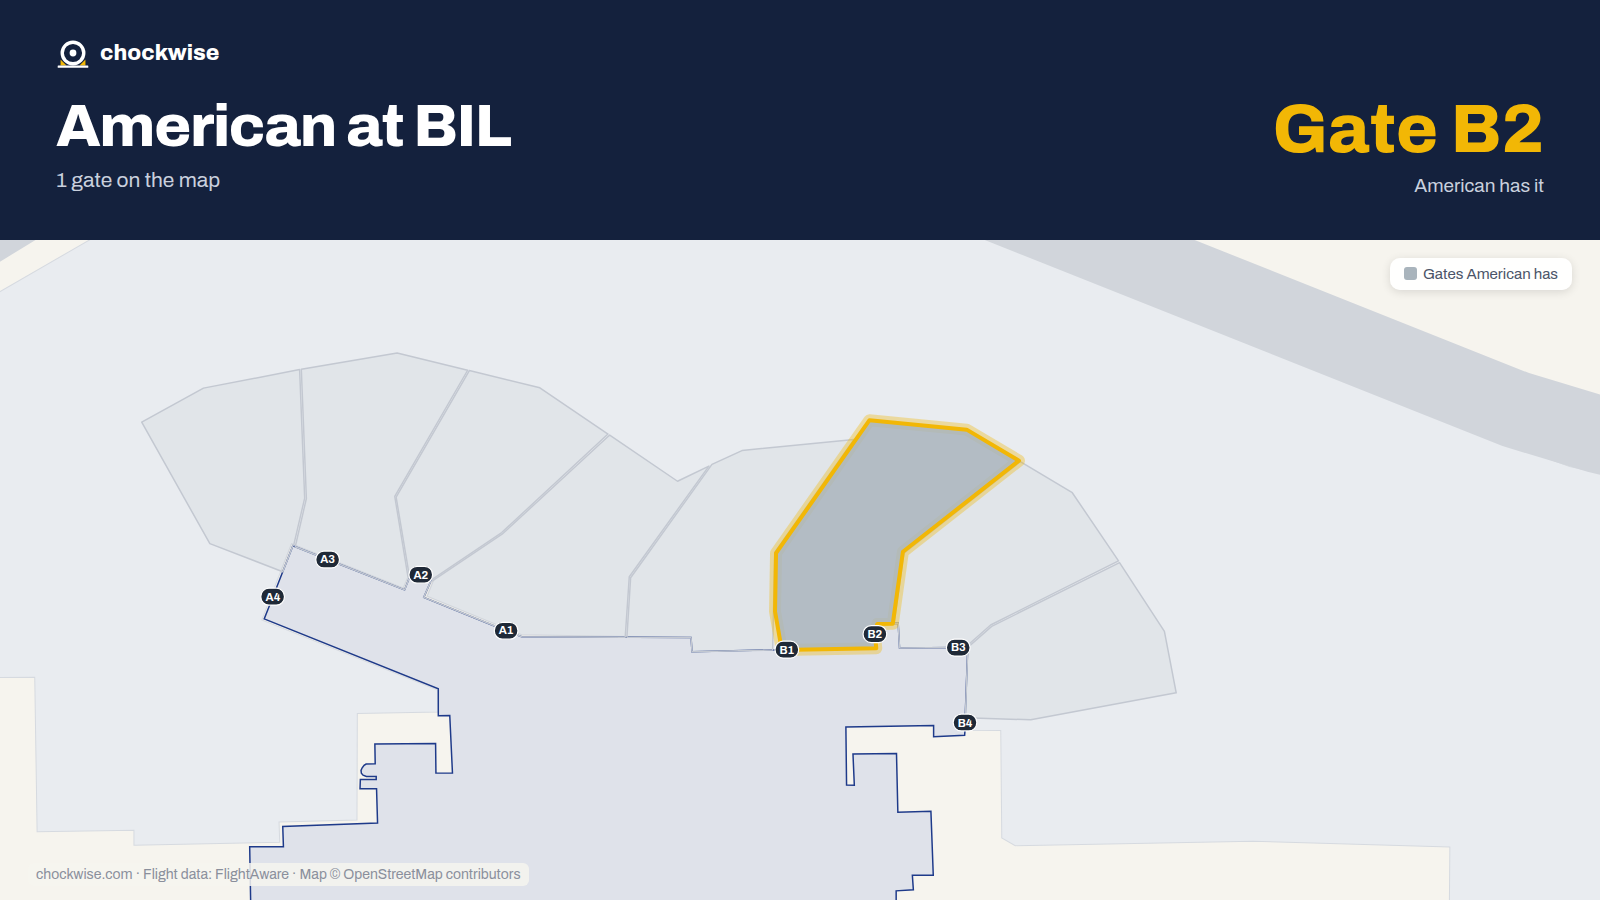 chockwise
American at BIL
1 gate on the map
Gate B2
American has it
Gates American has
A3
A2
A4
A1
B2
B1
B3
B4
chockwise.com · Flight data: FlightAware · Map © OpenStreetMap contributors